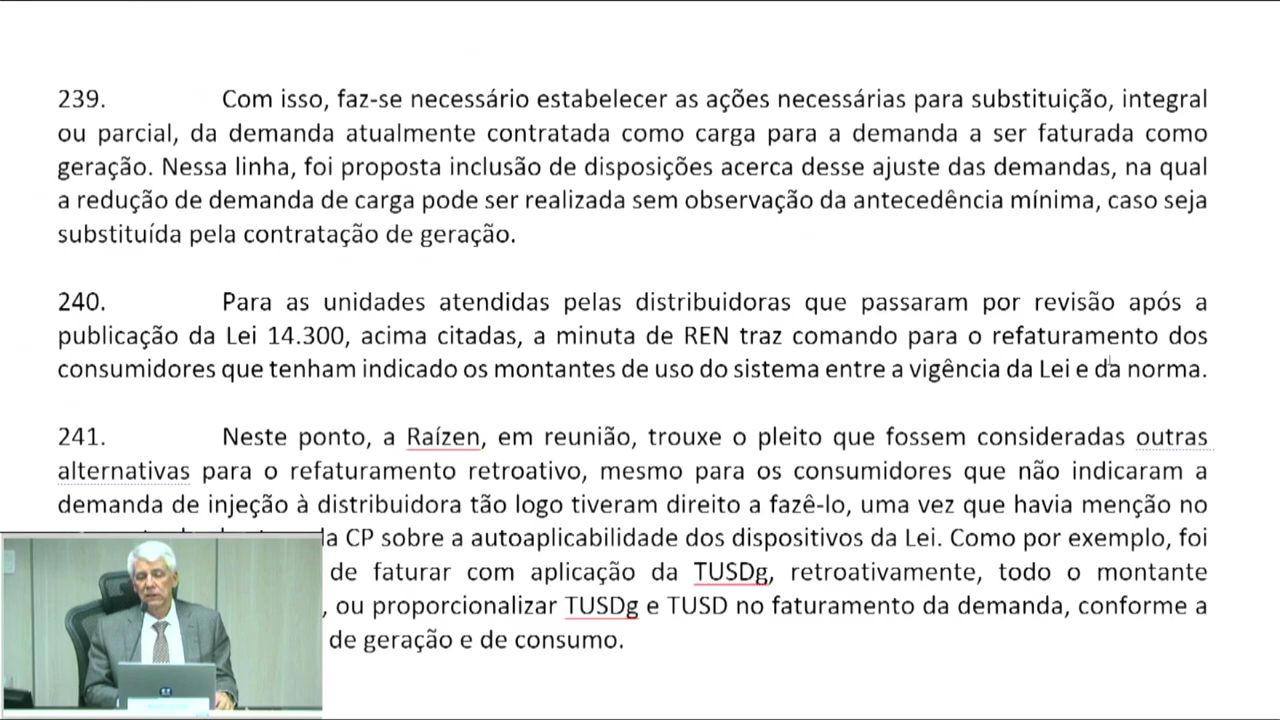 239. Com isso, faz-se necessário estabelecer as ações necessárias para substituição, integral
ou parcial, da demanda atualmente contratada como carga para a demanda a ser faturada como
geração. Nessa linha, foi proposta inclusão de disposições acerca desse ajuste das demandas, na qual
a redução de demanda de carga pode ser realizada sem observação da antecedência mínima, caso seja
substituída pela contratação de geração.
240. Para as unidades atendidas pelas distribuidoras que passaram por revisão após a
publicação da Lei 14.300, acima citadas, a minuta de REN traz comando para o refaturamento dos
consumidores que tenham indicado os montantes de uso do sistema entre a vigência da Lei e da norma.
241. Neste ponto, a Raízen, em reunião, trouxe o pleito que fossem consideradas outras
alternativas para o refaturamento retroativo, mesmo para os consumidores que não indicaram a
demanda de injeção à distribuidora tão logo tiveram direito a fazê-lo, uma vez que havia menção no
la CP sobre a autoaplicabilidade dos dispositivos da Lei. Como por exemplo, foi
de faturar com aplicação da TUSDg, retroativamente, todo o montante
, ou proporcionalizar TUSDg e TUSD no faturamento da demanda, conforme a
de geração e de consumo.